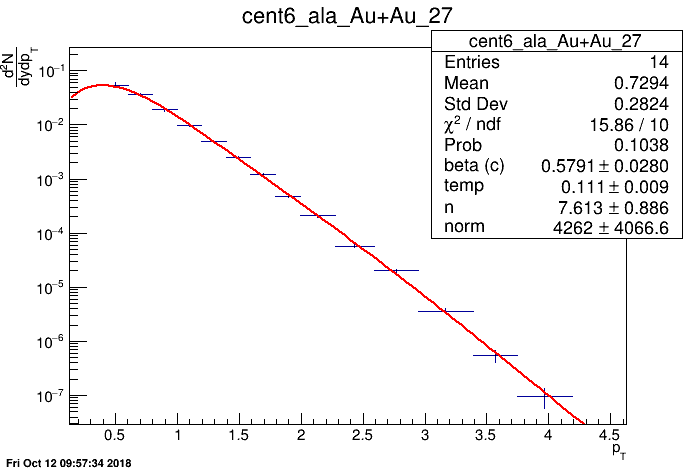 cent6_ala_Au+Au_27
d²N
dydp_T
cent6_ala_Au+Au_27
Entries 14
Mean 0.7294
Std Dev 0.2824
χ² / ndf 15.86 / 10
Prob 0.1038
beta (c) 0.5791 ± 0.0280
temp 0.111 ± 0.009
n 7.613 ± 0.886
norm 4262 ± 4066.6
10⁻¹
10⁻²
10⁻³
10⁻⁴
10⁻⁵
10⁻⁶
10⁻⁷
0.5 1 1.5 2 2.5 3 3.5 4 4.5
p_T
Fri Oct 12 09:57:34 2018